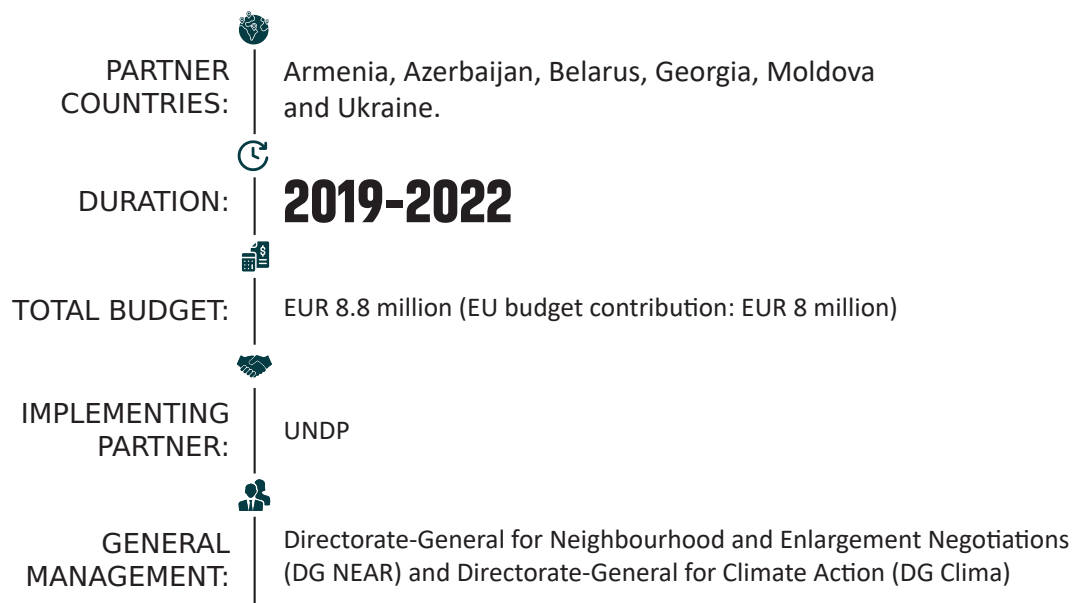 PARTNER
COUNTRIES:
Armenia, Azerbaijan, Belarus, Georgia, Moldova
and Ukraine.
DURATION:
2019-2022
TOTAL BUDGET:
EUR 8.8 million (EU budget contribution: EUR 8 million)
IMPLEMENTING
PARTNER:
UNDP
GENERAL
MANAGEMENT:
Directorate-General for Neighbourhood and Enlargement Negotiations
(DG NEAR) and Directorate-General for Climate Action (DG Clima)